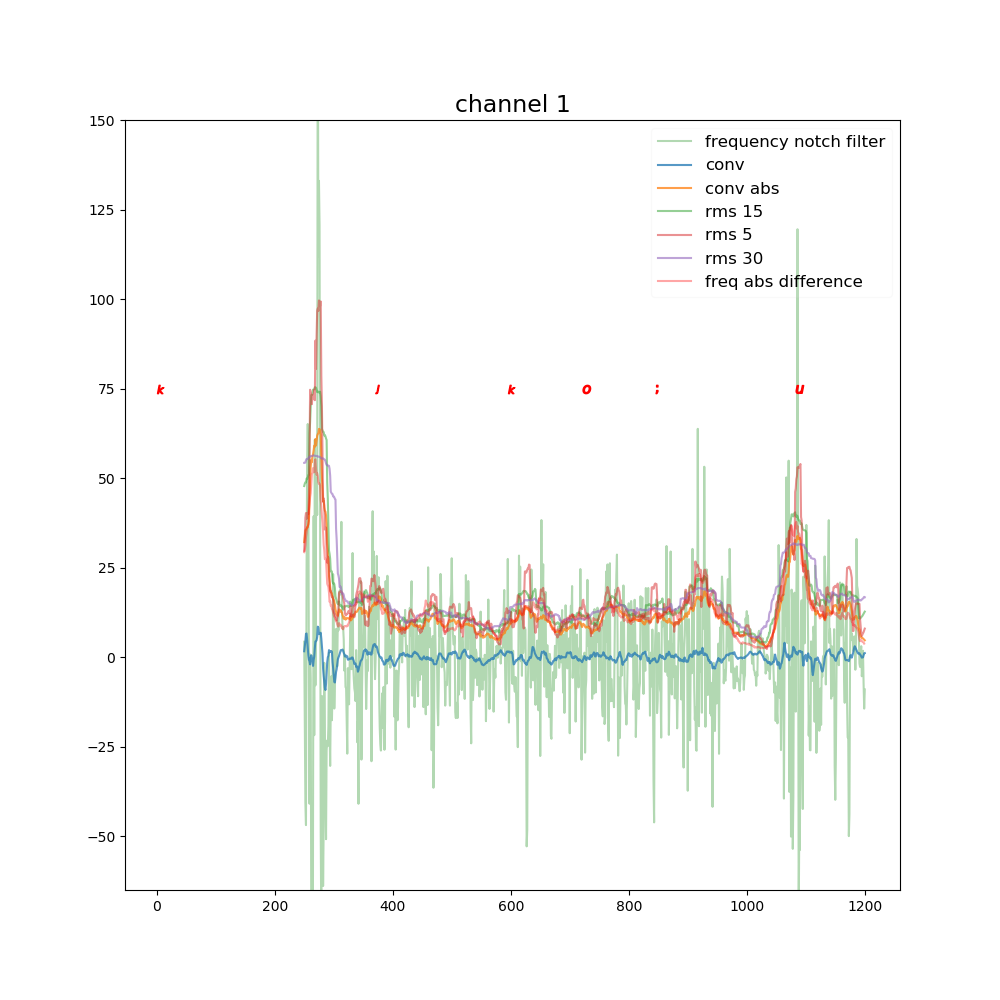 channel 1
150
125
100
75
50
25
0
−25
−50
frequency notch filter
conv
conv abs
rms 15
rms 5
rms 30
freq abs difference
k j k o ; u
0 200 400 600 800 1000 1200